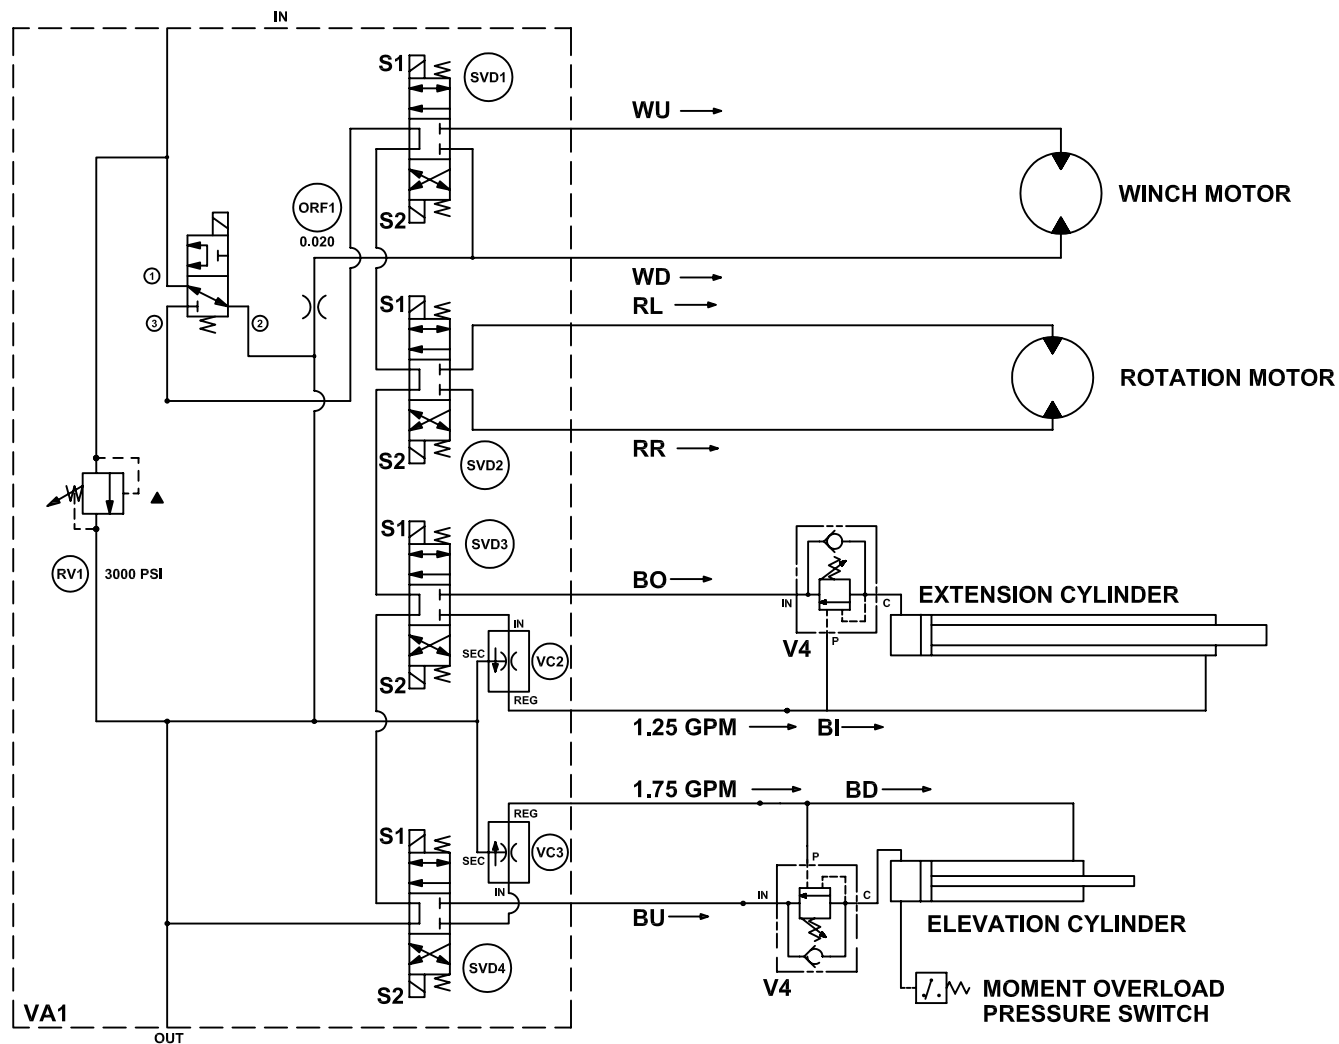 IN
S1
SVD1
WU
WINCH MOTOR
ORF1
0.020
S2
1
3
2
WD
RL
S1
ROTATION MOTOR
RR
S2
SVD2
RV1
3000 PSI
S1
SVD3
BO
IN
C
P
V4
EXTENSION CYLINDER
IN
SEC
VC2
REG
S2
1.25 GPM
BI
1.75 GPM
BD
REG
SEC
VC3
IN
S1
P
IN
C
BU
ELEVATION CYLINDER
SVD4
S2
V4
MOMENT OVERLOAD
PRESSURE SWITCH
VA1
OUT